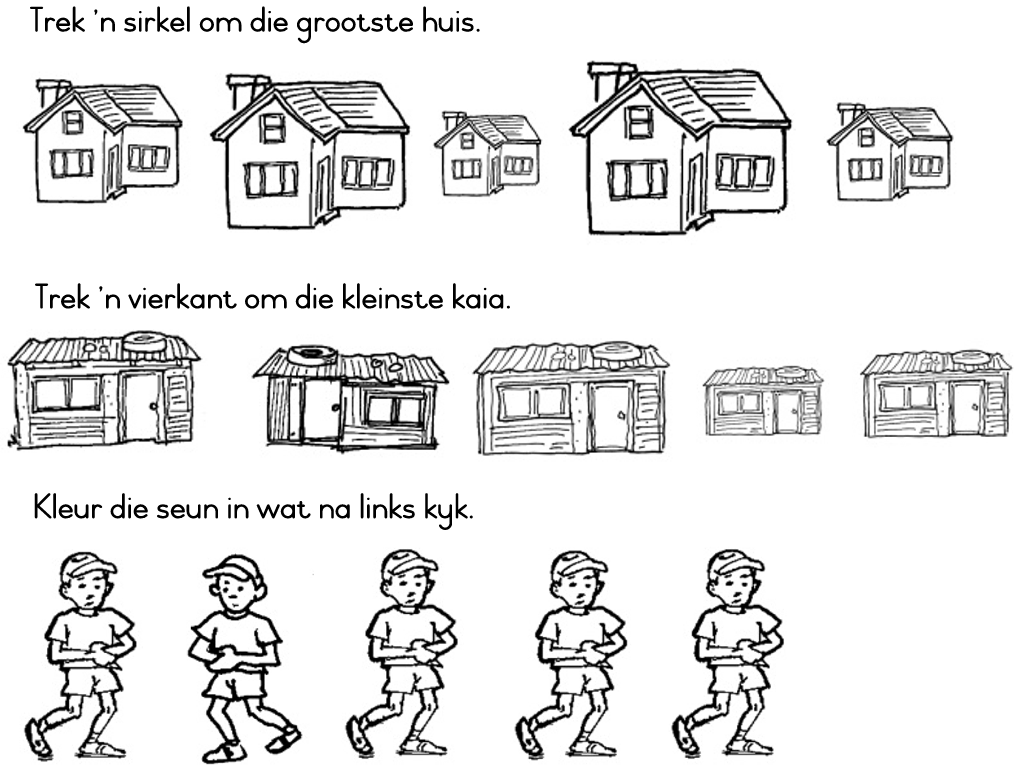 Trek 'n sirkel om die grootste huis.
Trek 'n vierkant om die kleinste kaia.
Kleur die seun in wat na links kyk.